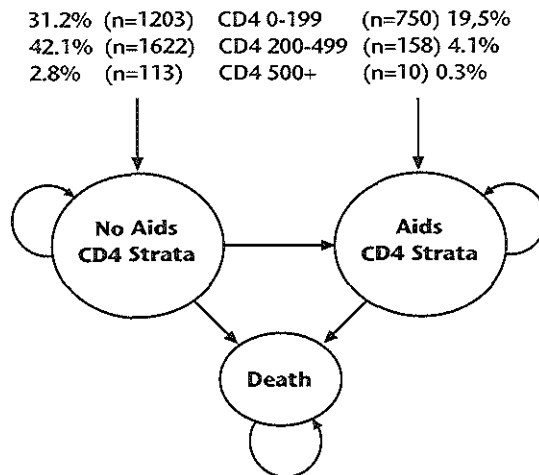 31.2% (n=1203) CD4 0-199 (n=750) 19,5%
42.1% (n=1622) CD4 200-499 (n=158) 4.1%
2.8% (n=113) CD4 500+ (n=10) 0.3%
No Aids
CD4 Strata
Aids
CD4 Strata
Death